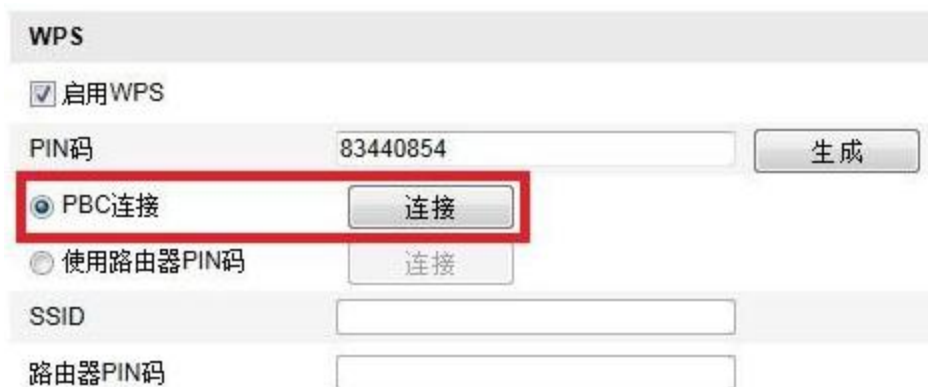 WPS
启用WPS
PIN码 83440854 生成
PBC连接 连接
使用路由器PIN码 连接
SSID
路由器PIN码